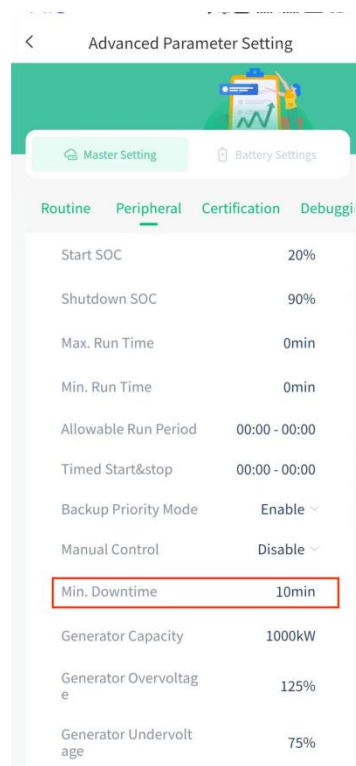 Advanced Parameter Setting
Master Setting
Battery Settings
Routine Peripheral Certification Debuggi
Start SOC 20%
Shutdown SOC 90%
Max. Run Time 0min
Min. Run Time 0min
Allowable Run Period 00:00 - 00:00
Timed Start&stop 00:00 - 00:00
Backup Priority Mode Enable
Manual Control Disable
Min. Downtime 10min
Generator Capacity 1000kW
Generator Overvoltag
e 125%
Generator Undervolt
age 75%